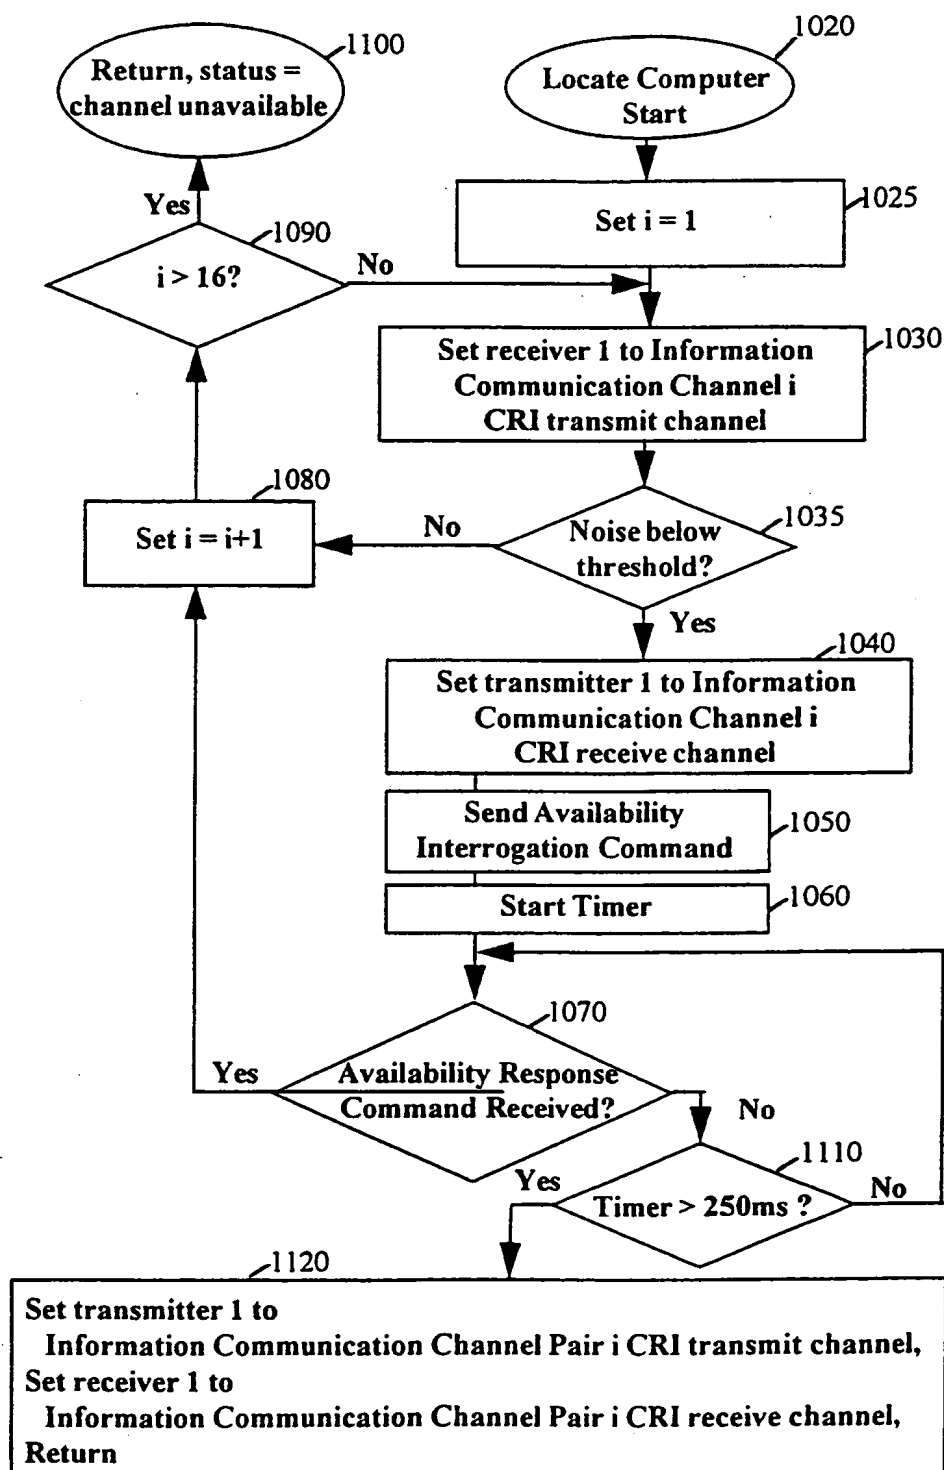 1100
Return, status =
channel unavailable
1020
Locate Computer
Start
Yes
1025
Set i = 1
1090
i > 16?
No
1030
Set receiver 1 to Information
Communication Channel i
CRI transmit channel
1080
Set i = i+1
No
1035
Noise below
threshold?
Yes
1040
Set transmitter 1 to Information
Communication Channel i
CRI receive channel
Send Availability
Interrogation Command
1050
Start Timer
1060
1070
Yes
Availability Response
Command Received?
No
1110
Yes
Timer > 250ms ?
No
1120
Set transmitter 1 to
Information Communication Channel Pair i CRI transmit channel,
Set receiver 1 to
Information Communication Channel Pair i CRI receive channel,
Return